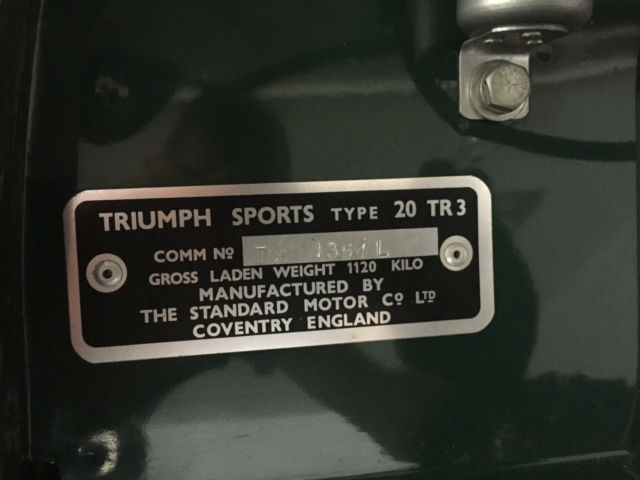 TRIUMPH SPORTS TYPE 20 TR3
COMM Nº 1364 L
GROSS LADEN WEIGHT 1120 KILO
MANUFACTURED BY
THE STANDARD MOTOR Cº LTD
COVENTRY ENGLAND